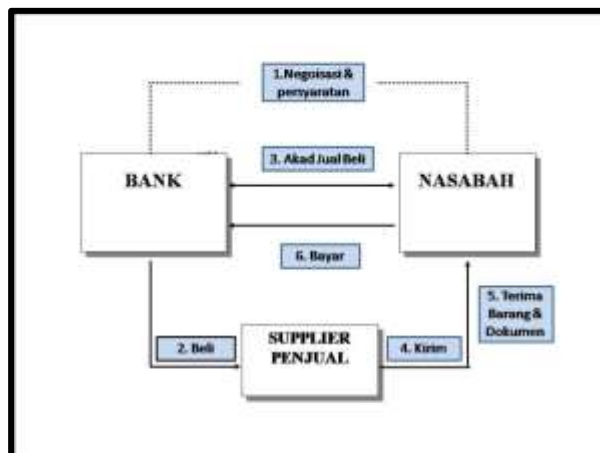 1.Negoisasi &
persyaratan
BANK
3. Akad Jual Beli
NASABAH
6. Bayar
5. Terima
Barang &
Dokumen
2. Beli
SUPPLIER
PENJUAL
4. Kirim